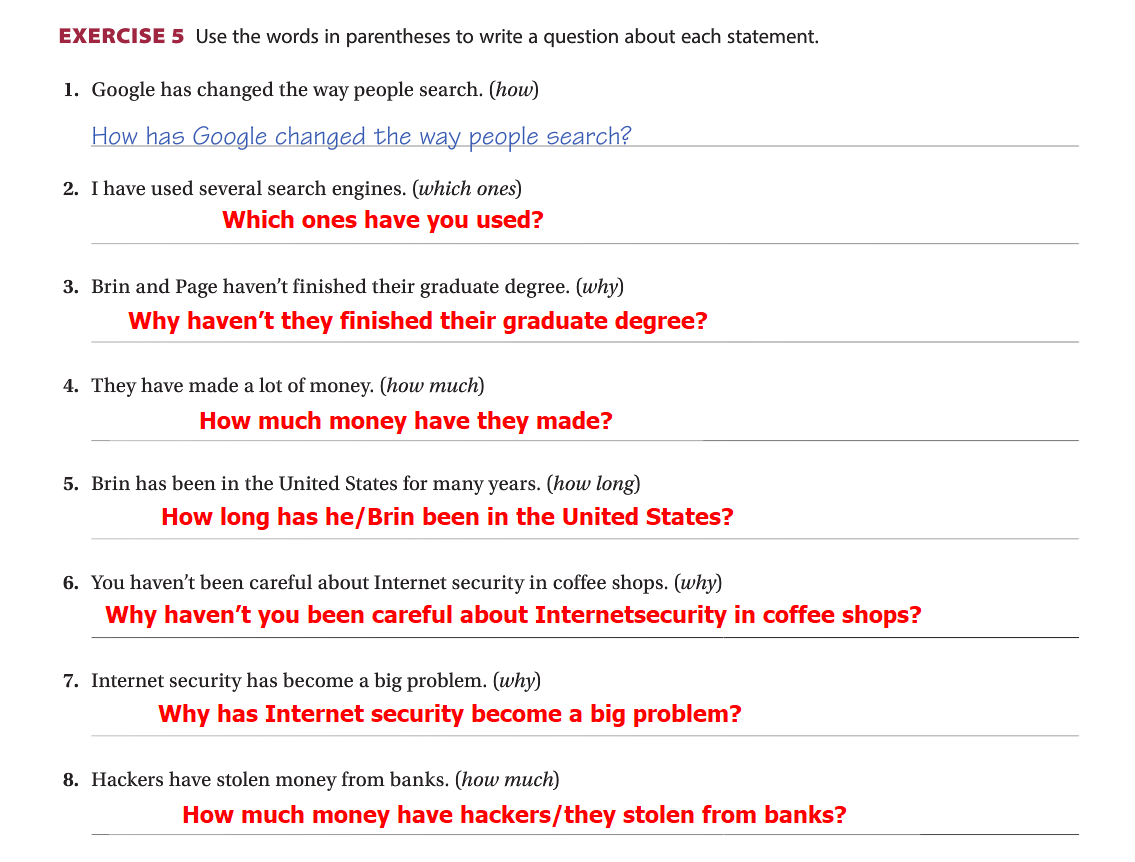 EXERCISE 5 Use the words in parentheses to write a question about each statement.
1. Google has changed the way people search. (how)
How has Google changed the way people search?
2. I have used several search engines. (which ones)
Which ones have you used?
3. Brin and Page haven't finished their graduate degree. (why)
Why haven't they finished their graduate degree?
4. They have made a lot of money. (how much)
How much money have they made?
5. Brin has been in the United States for many years. (how long)
How long has he/Brin been in the United States?
6. You haven't been careful about Internet security in coffee shops. (why)
Why haven't you been careful about Internetsecurity in coffee shops?
7. Internet security has become a big problem. (why)
Why has Internet security become a big problem?
8. Hackers have stolen money from banks. (how much)
How much money have hackers/they stolen from banks?